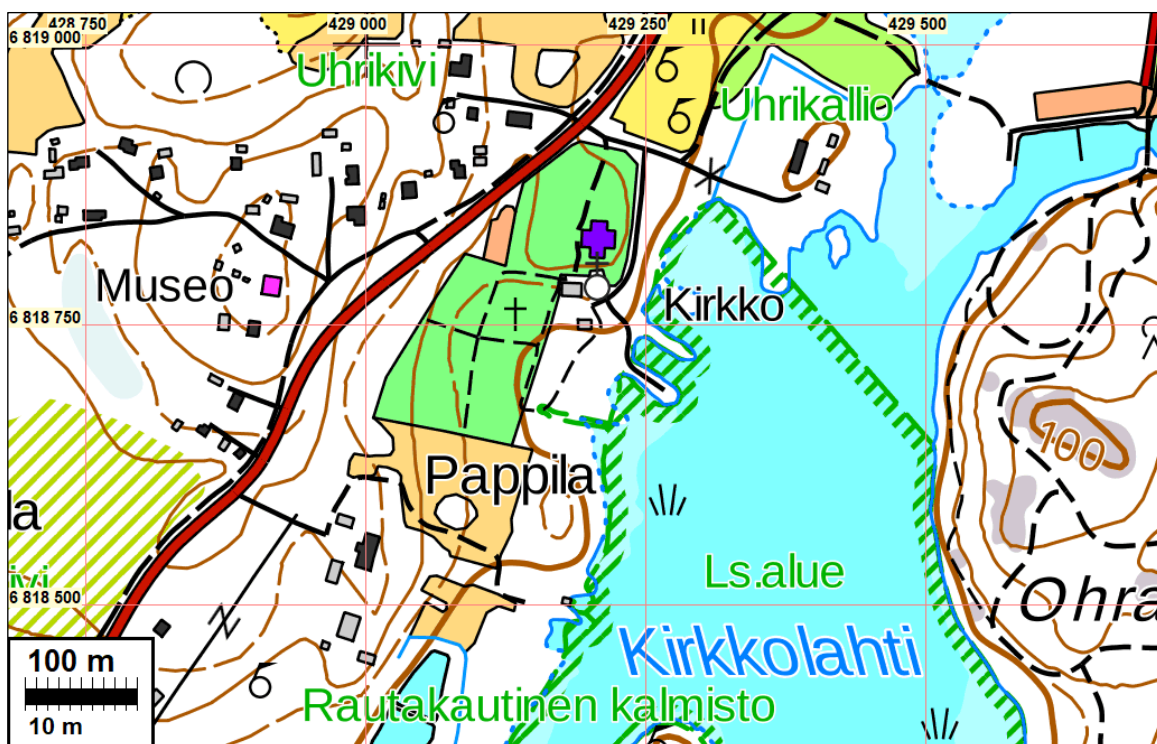 428 750
429 000
429 250
429 500
6 819 000
Uhrikivi
Uhrikallio
Museo
Kirkko
6 818 750
100
Pappila
la
ivi
Ls.alue
6 818 500
Ohra
Kirkkolahti
100 m
10 m
Rautakautinen kalmisto